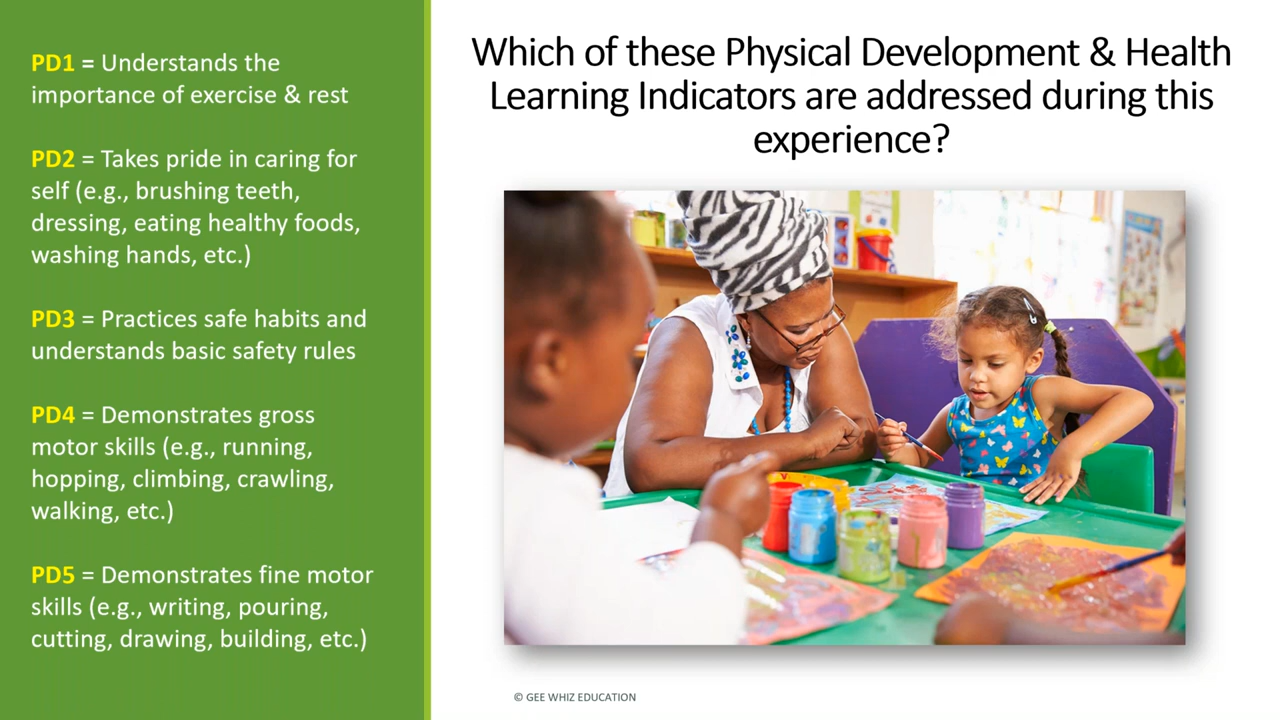 PD1 = Understands the
importance of exercise & rest
PD2 = Takes pride in caring for
self (e.g., brushing teeth,
dressing, eating healthy foods,
washing hands, etc.)
PD3 = Practices safe habits and
understands basic safety rules
PD4 = Demonstrates gross
motor skills (e.g., running,
hopping, climbing, crawling,
walking, etc.)
PD5 = Demonstrates fine motor
skills (e.g., writing, pouring,
cutting, drawing, building, etc.)
Which of these Physical Development & Health
Learning Indicators are addressed during this
experience?
© GEE WHIZ EDUCATION